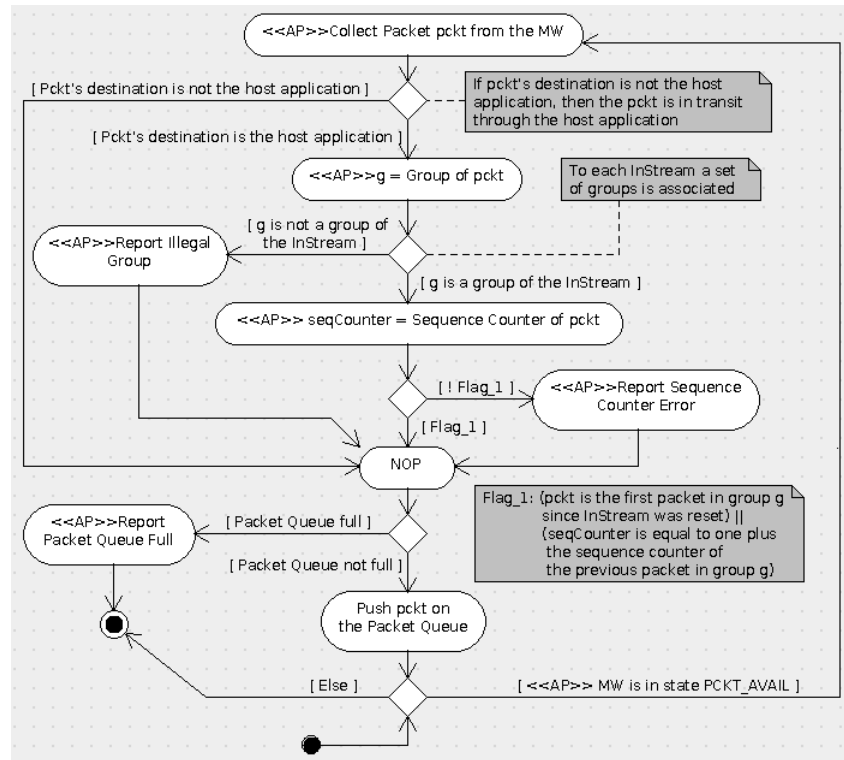 <<AP>>Collect Packet pckt from the MW
[ Pckt's destination is not the host application ]
If pckt's destination is not the host
application, then the pckt is in transit
through the host application
[ Pckt's destination is the host application ]
<<AP>>g = Group of pckt
To each InStream a set
of groups is associated
[ g is not a group of
the InStream ]
<<AP>>Report Illegal
Group
[ g is a group of the InStream ]
<<AP>> seqCounter = Sequence Counter of pckt
[ ! Flag_1 ]
<<AP>>Report Sequence
Counter Error
[ Flag_1 ]
NOP
Flag_1: (pckt is the first packet in group g
since InStream was reset) ||
(seqCounter is equal to one plus
the sequence counter of
the previous packet in group g)
<<AP>>Report
Packet Queue Full
[ Packet Queue full ]
[ Packet Queue not full ]
Push pckt on
the Packet Queue
[ Else ]
[ <<AP>> MW is in state PCKT_AVAIL ]